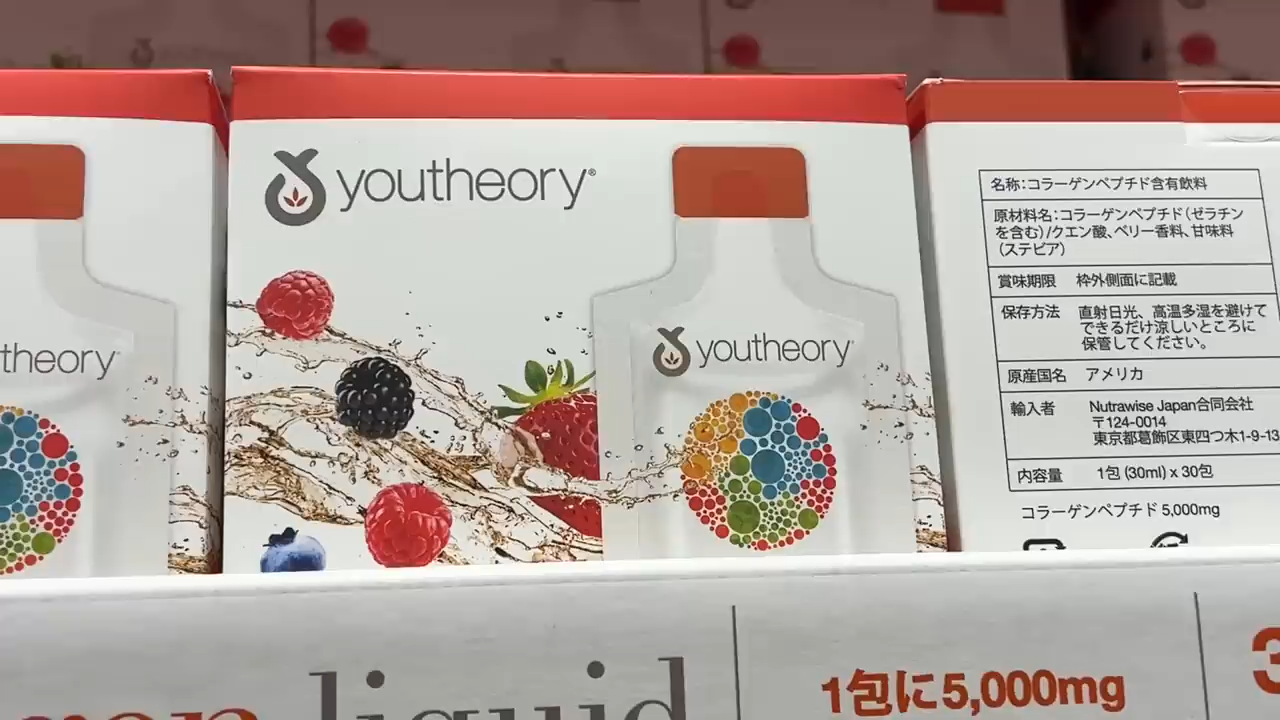 youtheory®
theory
youtheory
名称：コラーゲンペプチド含有飲料
原材料名：コラーゲンペプチド（ゼラチン
を含む）/クエン酸、ベリー香料、甘味料
（ステビア）
賞味期限 枠外側面に記載
保存方法 直射日光、高温多湿を避けて
できるだけ涼しいところに
保管してください。
原産国名 アメリカ
輸入者 Nutrawise Japan合同会社
〒124-0014
東京都葛飾区東四つ木1-9-13
内容量 1包 (30ml) x 30包
コラーゲンペプチド 5,000mg
liquid
1包に5,000mg
3